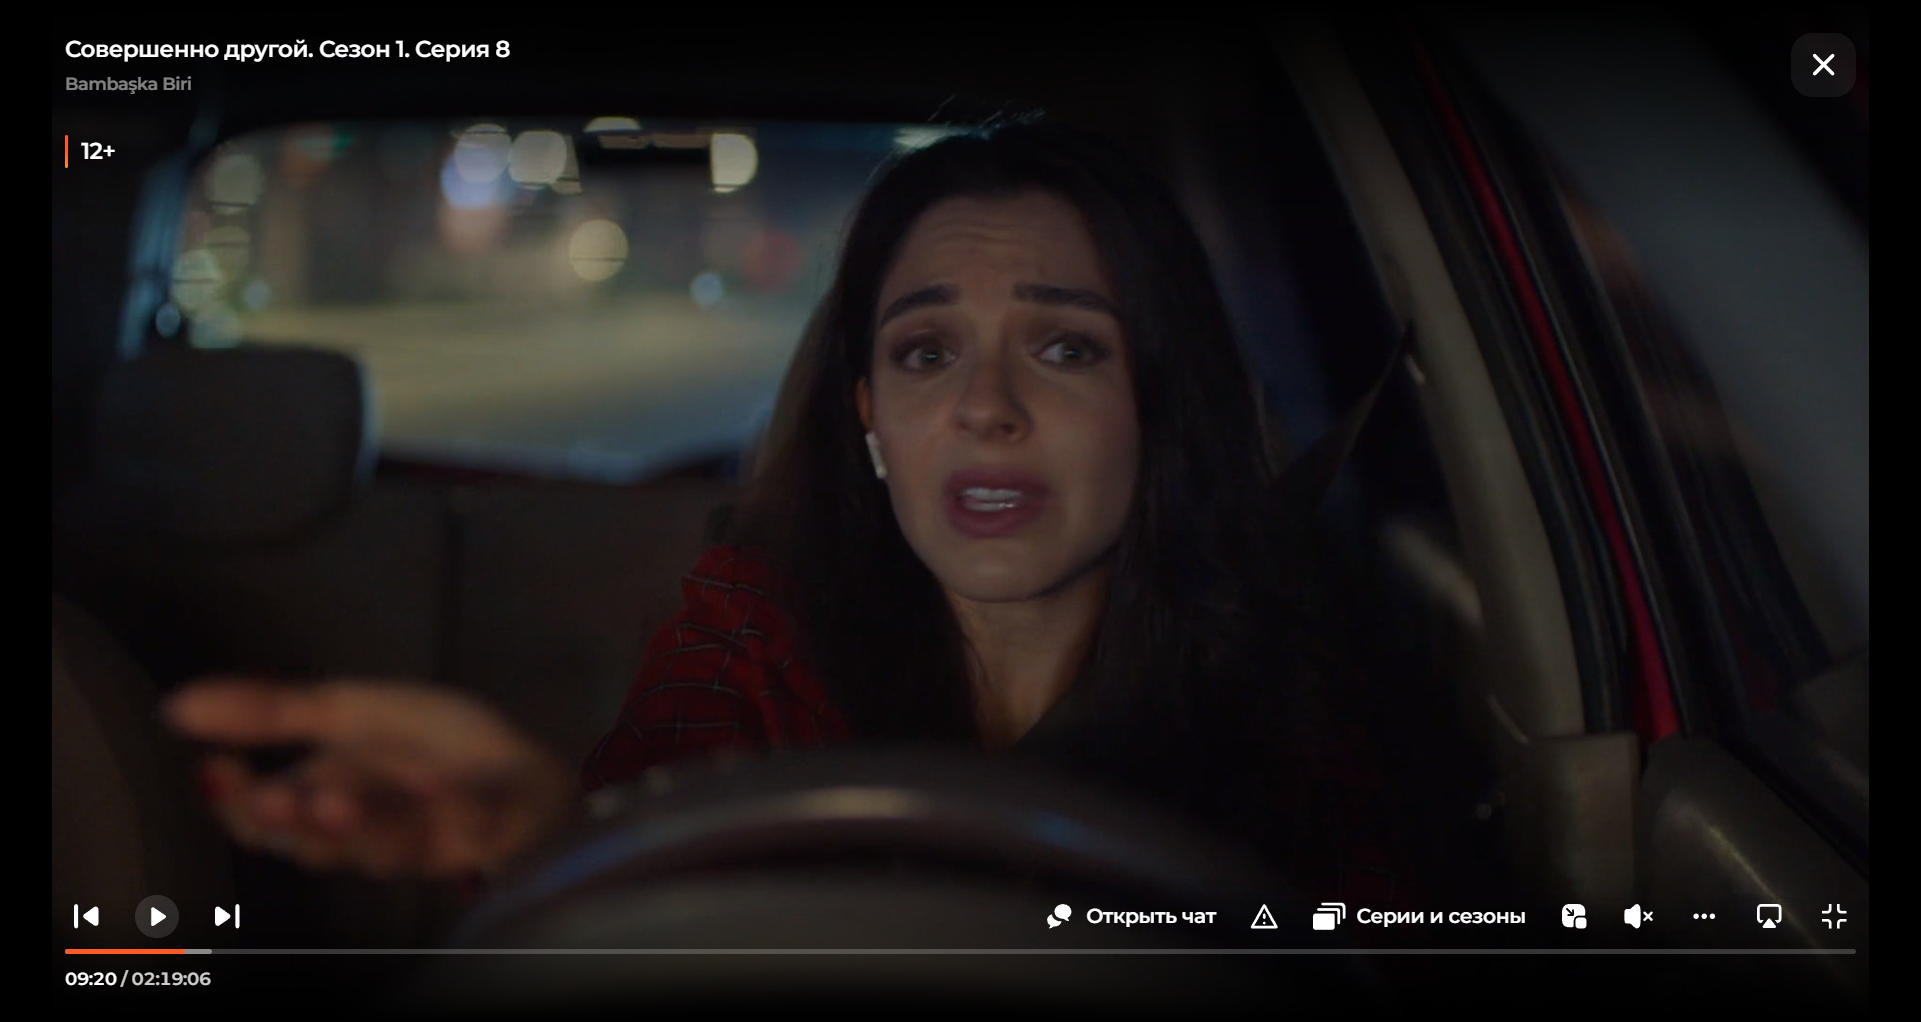 Совершенно другой. Сезон 1. Серия 8
Bambaşka Biri
12+
Открыть чат
Серии и сезоны
09:20 / 02:19:06